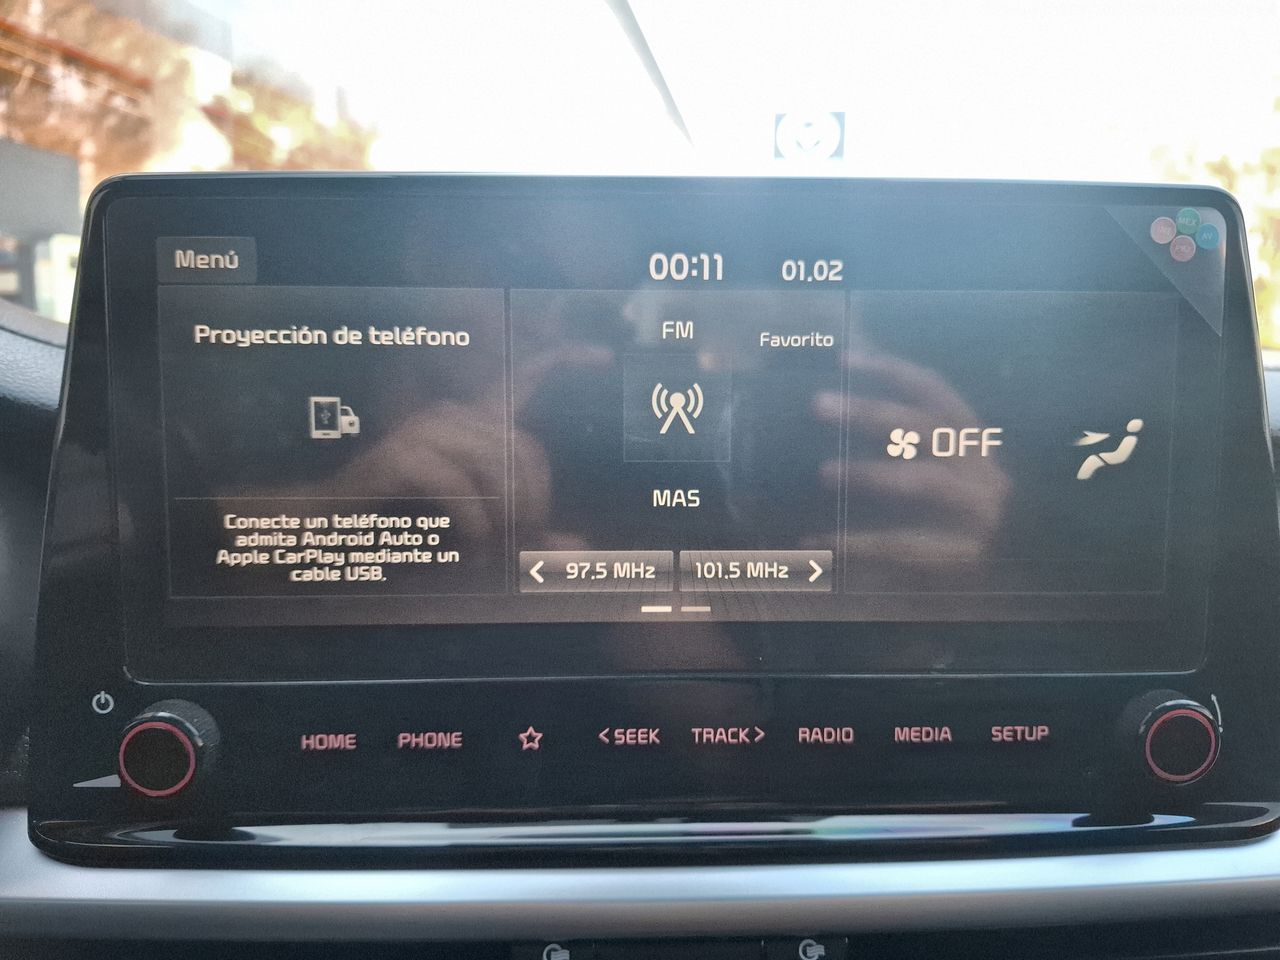 Menú
00:11
01.02
MEX
AV
Proyección de teléfono
Conecte un teléfono que
admita Android Auto o
Apple CarPlay mediante un
cable USB.
FM
Favorito
MAS
< 97.5 MHz
101.5 MHz >
OFF
HOME
PHONE
<SEEK
TRACK>
RADIO
MEDIA
SETUP